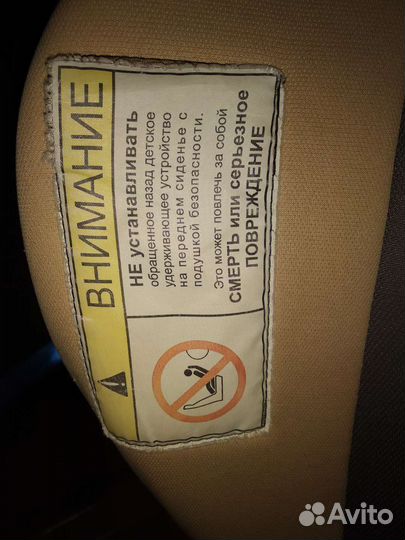 ВНИМАНИЕ
НЕ устанавливать
обращенное назад детское
удерживающее устройство
на переднем сиденье с
подушкой безопасности.
Это может повлечь за собой
СМЕРТЬ или серьезное
ПОВРЕЖДЕНИЕ
Avito